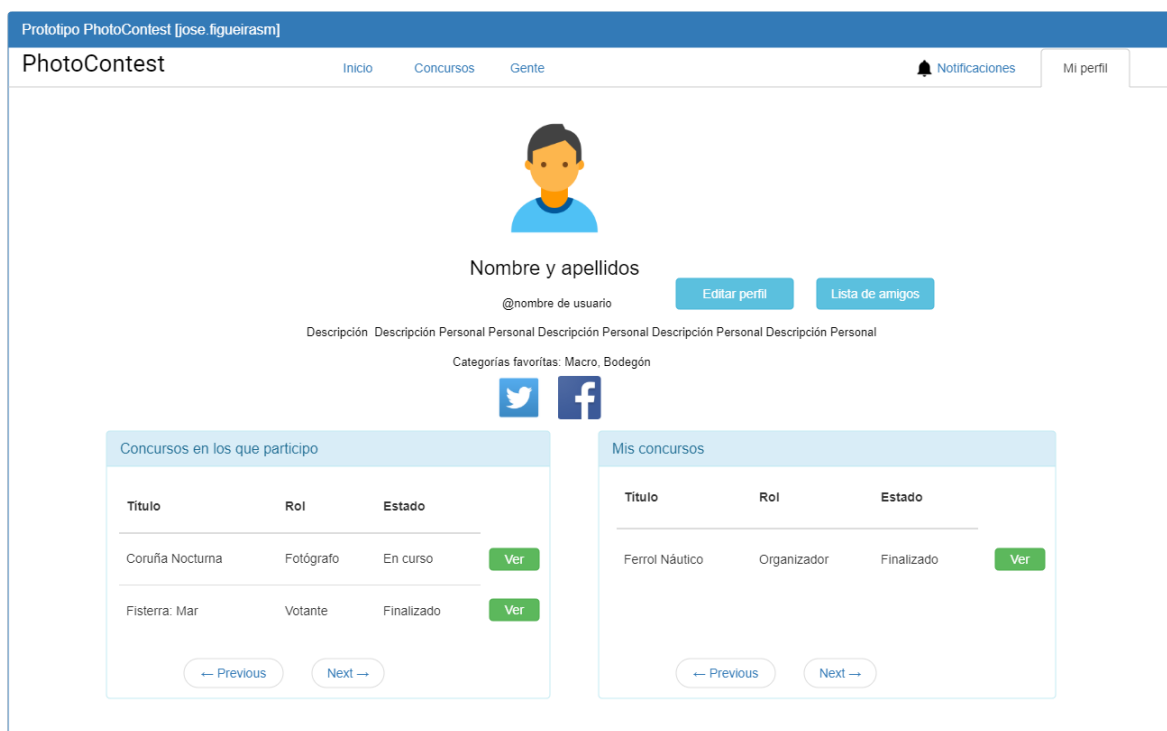 Prototipo PhotoContest [jose.figueirasm]
PhotoContest Inicio Concursos Gente Notificaciones Mi perfil
Nombre y apellidos
Editar perfil Lista de amigos
@nombre de usuario
Descripción Descripción Personal Personal Descripción Personal Descripción Personal Descripción Personal
Categorías favorítas: Macro, Bodegón
Concursos en los que participo
Título Rol Estado
Coruña Nocturna Fotógrafo En curso Ver
Fisterra: Mar Votante Finalizado Ver
← Previous Next →
Mis concursos
Título Rol Estado
Ferrol Náutico Organizador Finalizado Ver
← Previous Next →